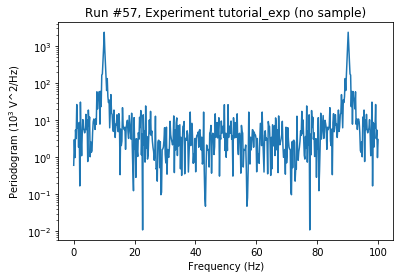 Run #57, Experiment tutorial_exp (no sample)
Periodogram (10³ V^2/Hz)
10³
10²
10¹
10⁰
10⁻¹
10⁻²
0 20 40 60 80 100
Frequency (Hz)